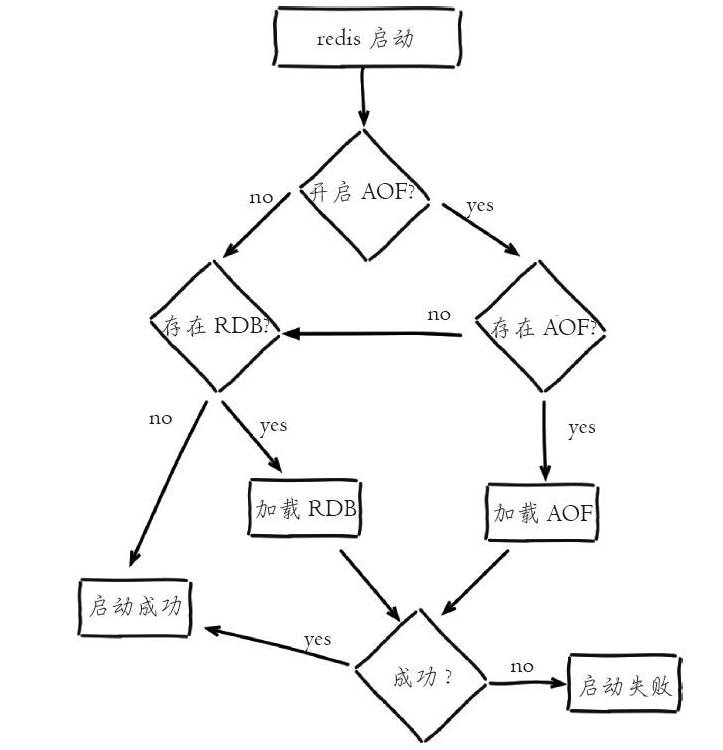 redis 启动
开启 AOF?
no
yes
存在 RDB?
no
存在 AOF?
no
yes
yes
加载 RDB
加载 AOF
启动成功
yes
成功?
no
启动失败